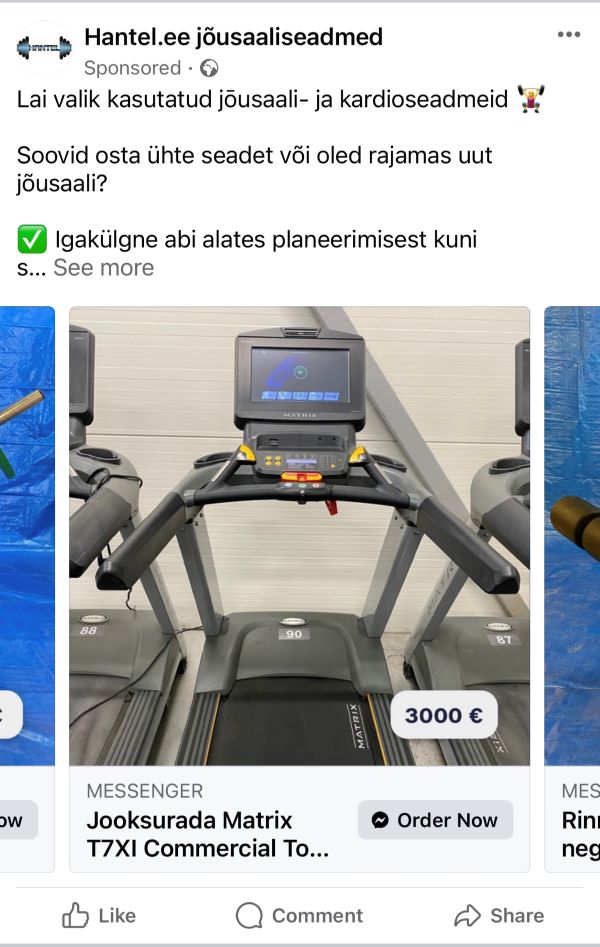 HANTEL
Hantel.ee jõusaaliseadmed
Sponsored ·
Lai valik kasutatud jõusaali- ja kardioseadmeid
Soovid osta ühte seadet või oled rajamas uut
jõusaali?
✅ Igakülgne abi alates planeerimisest kuni
s... See more
MATRIX
MATR
88
90
87
MATRIX
€
3000 €
MESSENGER
Jooksurada Matrix
T7XI Commercial To...
Order Now
ow
MES
Rin
neg
Like
Comment
Share